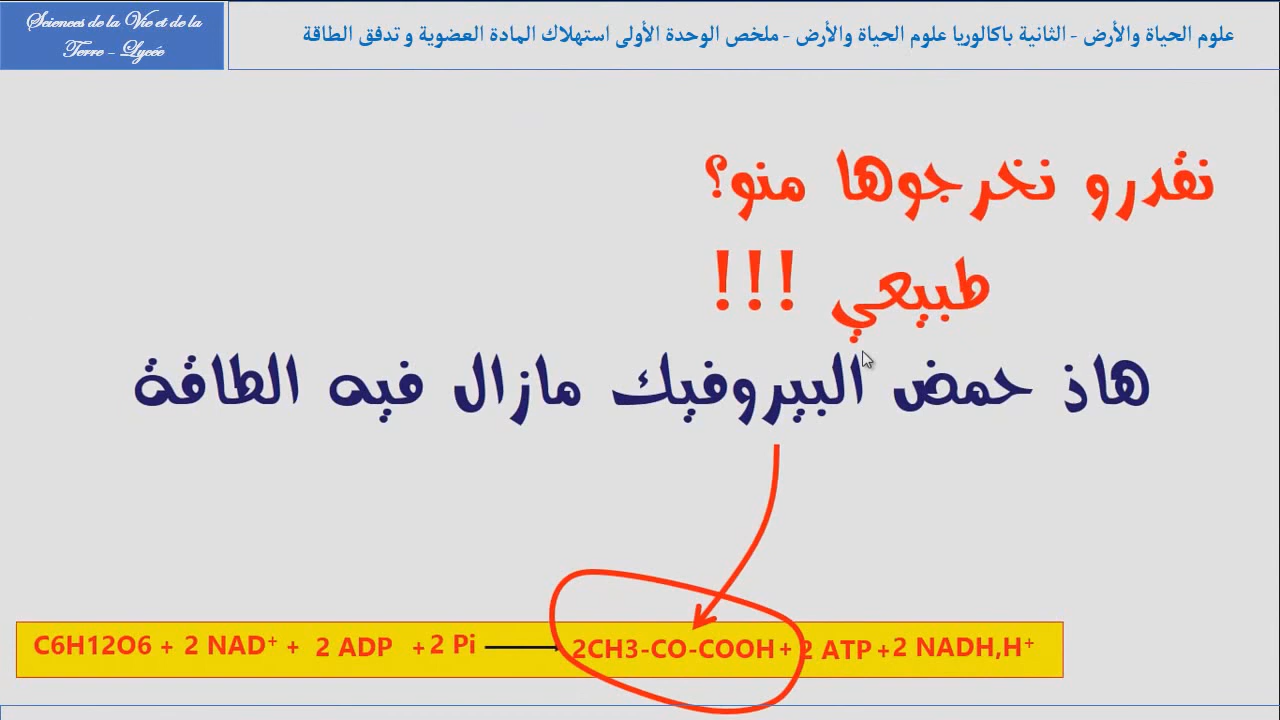 Sciences de la Vie et de la
Terre – Lycée
علوم الحياة والأرض - الثانية باكالوريا علوم الحياة والأرض - ملخص الوحدة الأولى استهلاك المادة العضوية و تدفق الطاقة
نقدرو نخرجوها منو؟
طبيعي !!!
هاذ حمض البيروفيك مازال فيه الطاقة
C6H12O6 + 2 NAD⁺ + 2 ADP + 2 Pi ⟶ 2CH3-CO-COOH + 2 ATP + 2 NADH,H⁺